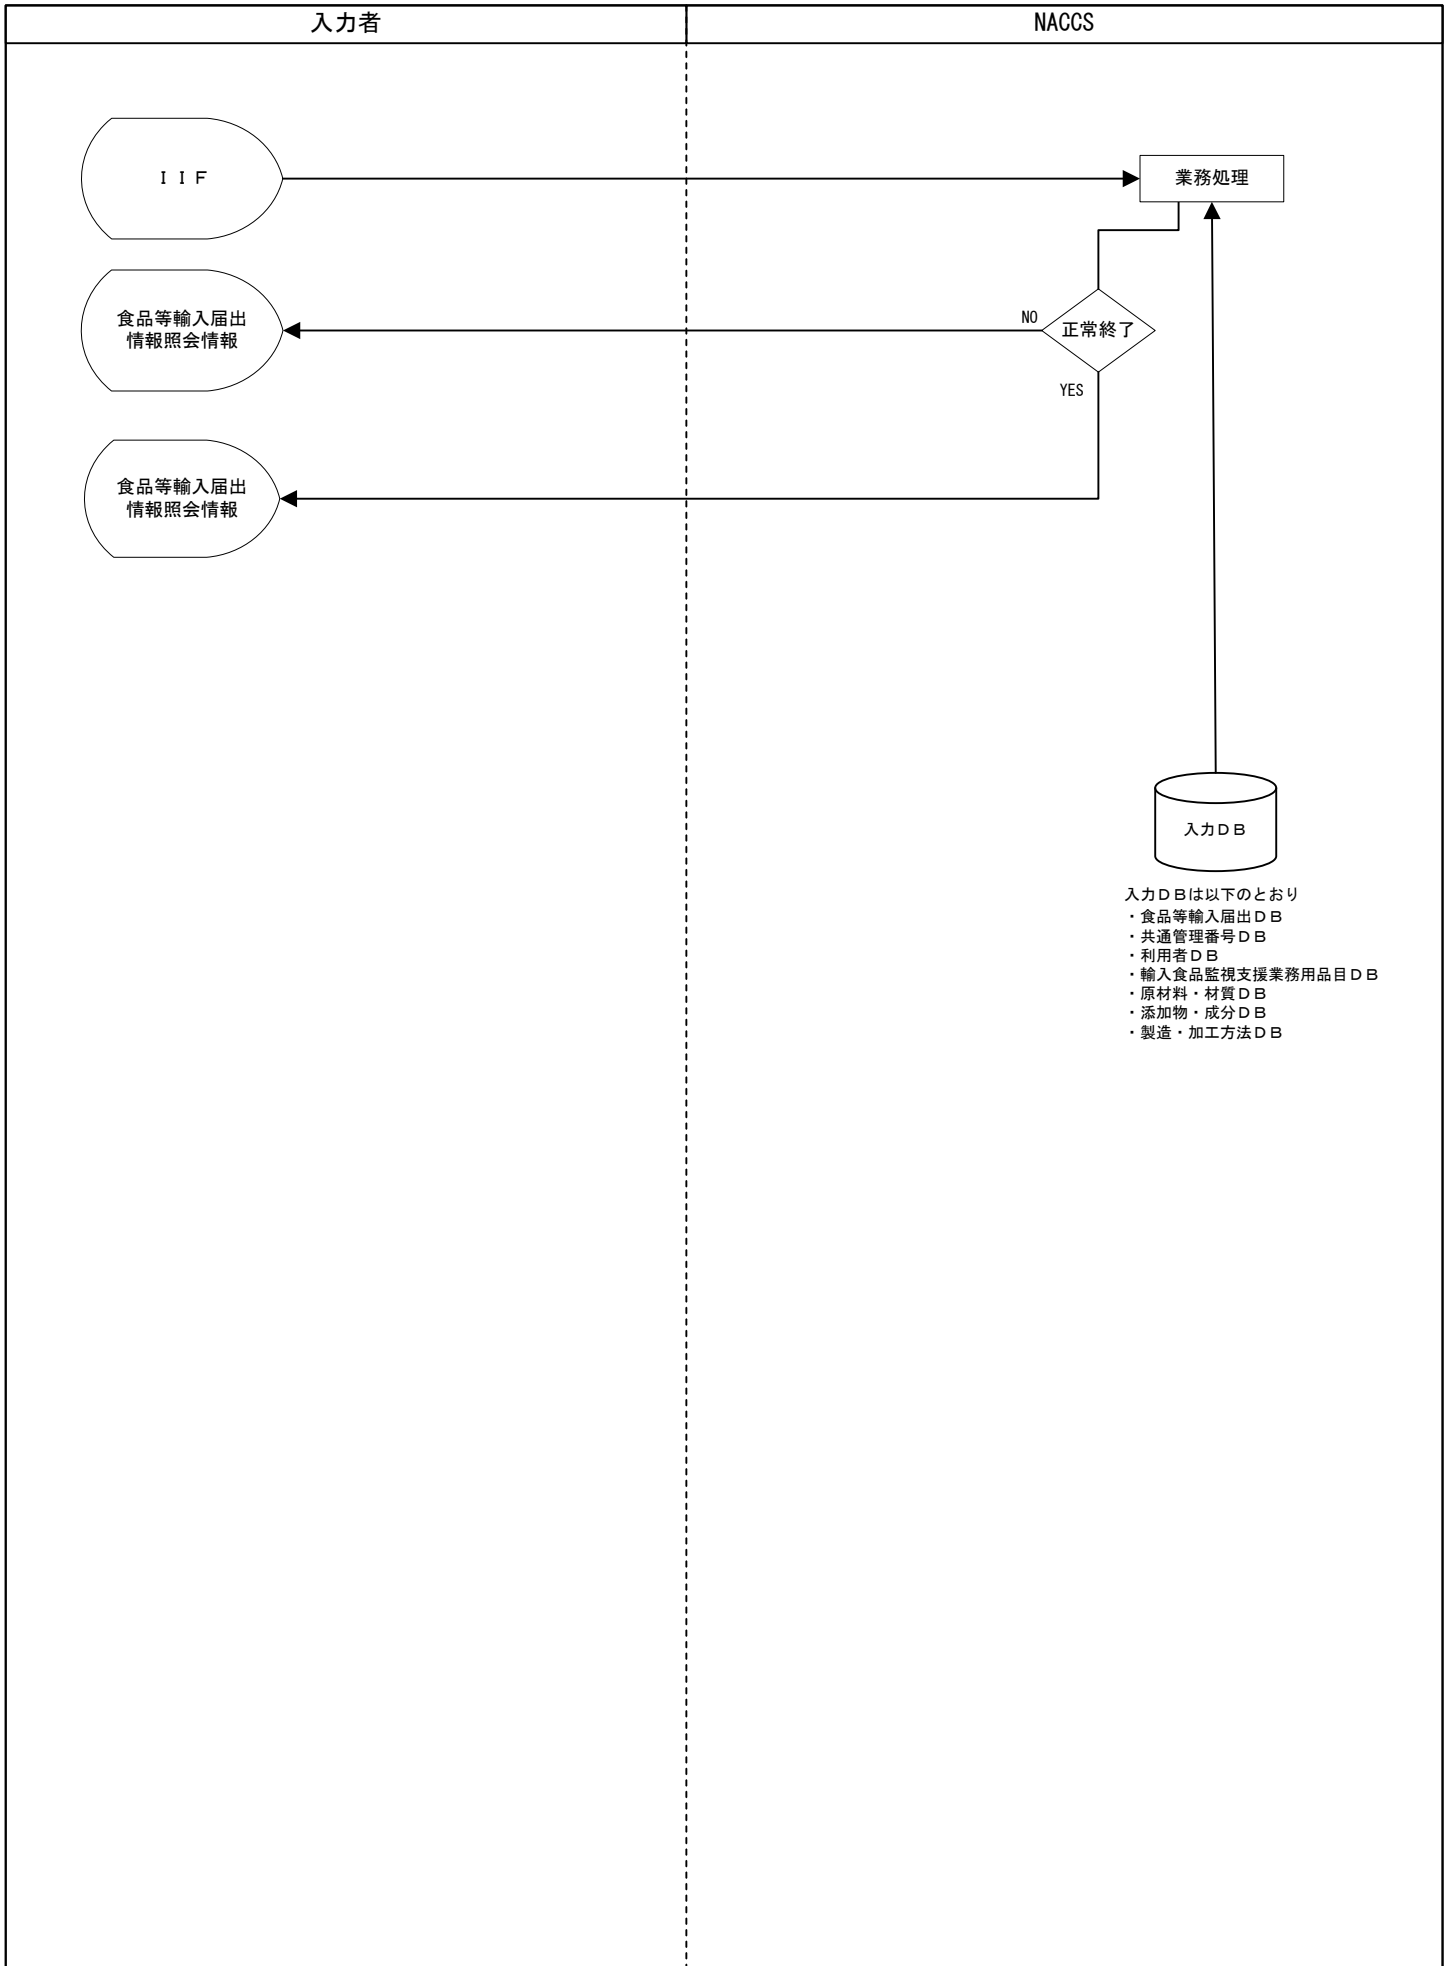 入力者
NACCS
ＩＩＦ
業務処理
食品等輸入届出
情報照会情報
NO
正常終了
YES
食品等輸入届出
情報照会情報
入力ＤＢ
入力ＤＢは以下のとおり
・食品等輸入届出ＤＢ
・共通管理番号ＤＢ
・利用者ＤＢ
・輸入食品監視支援業務用品目ＤＢ
・原材料・材質ＤＢ
・添加物・成分ＤＢ
・製造・加工方法ＤＢ